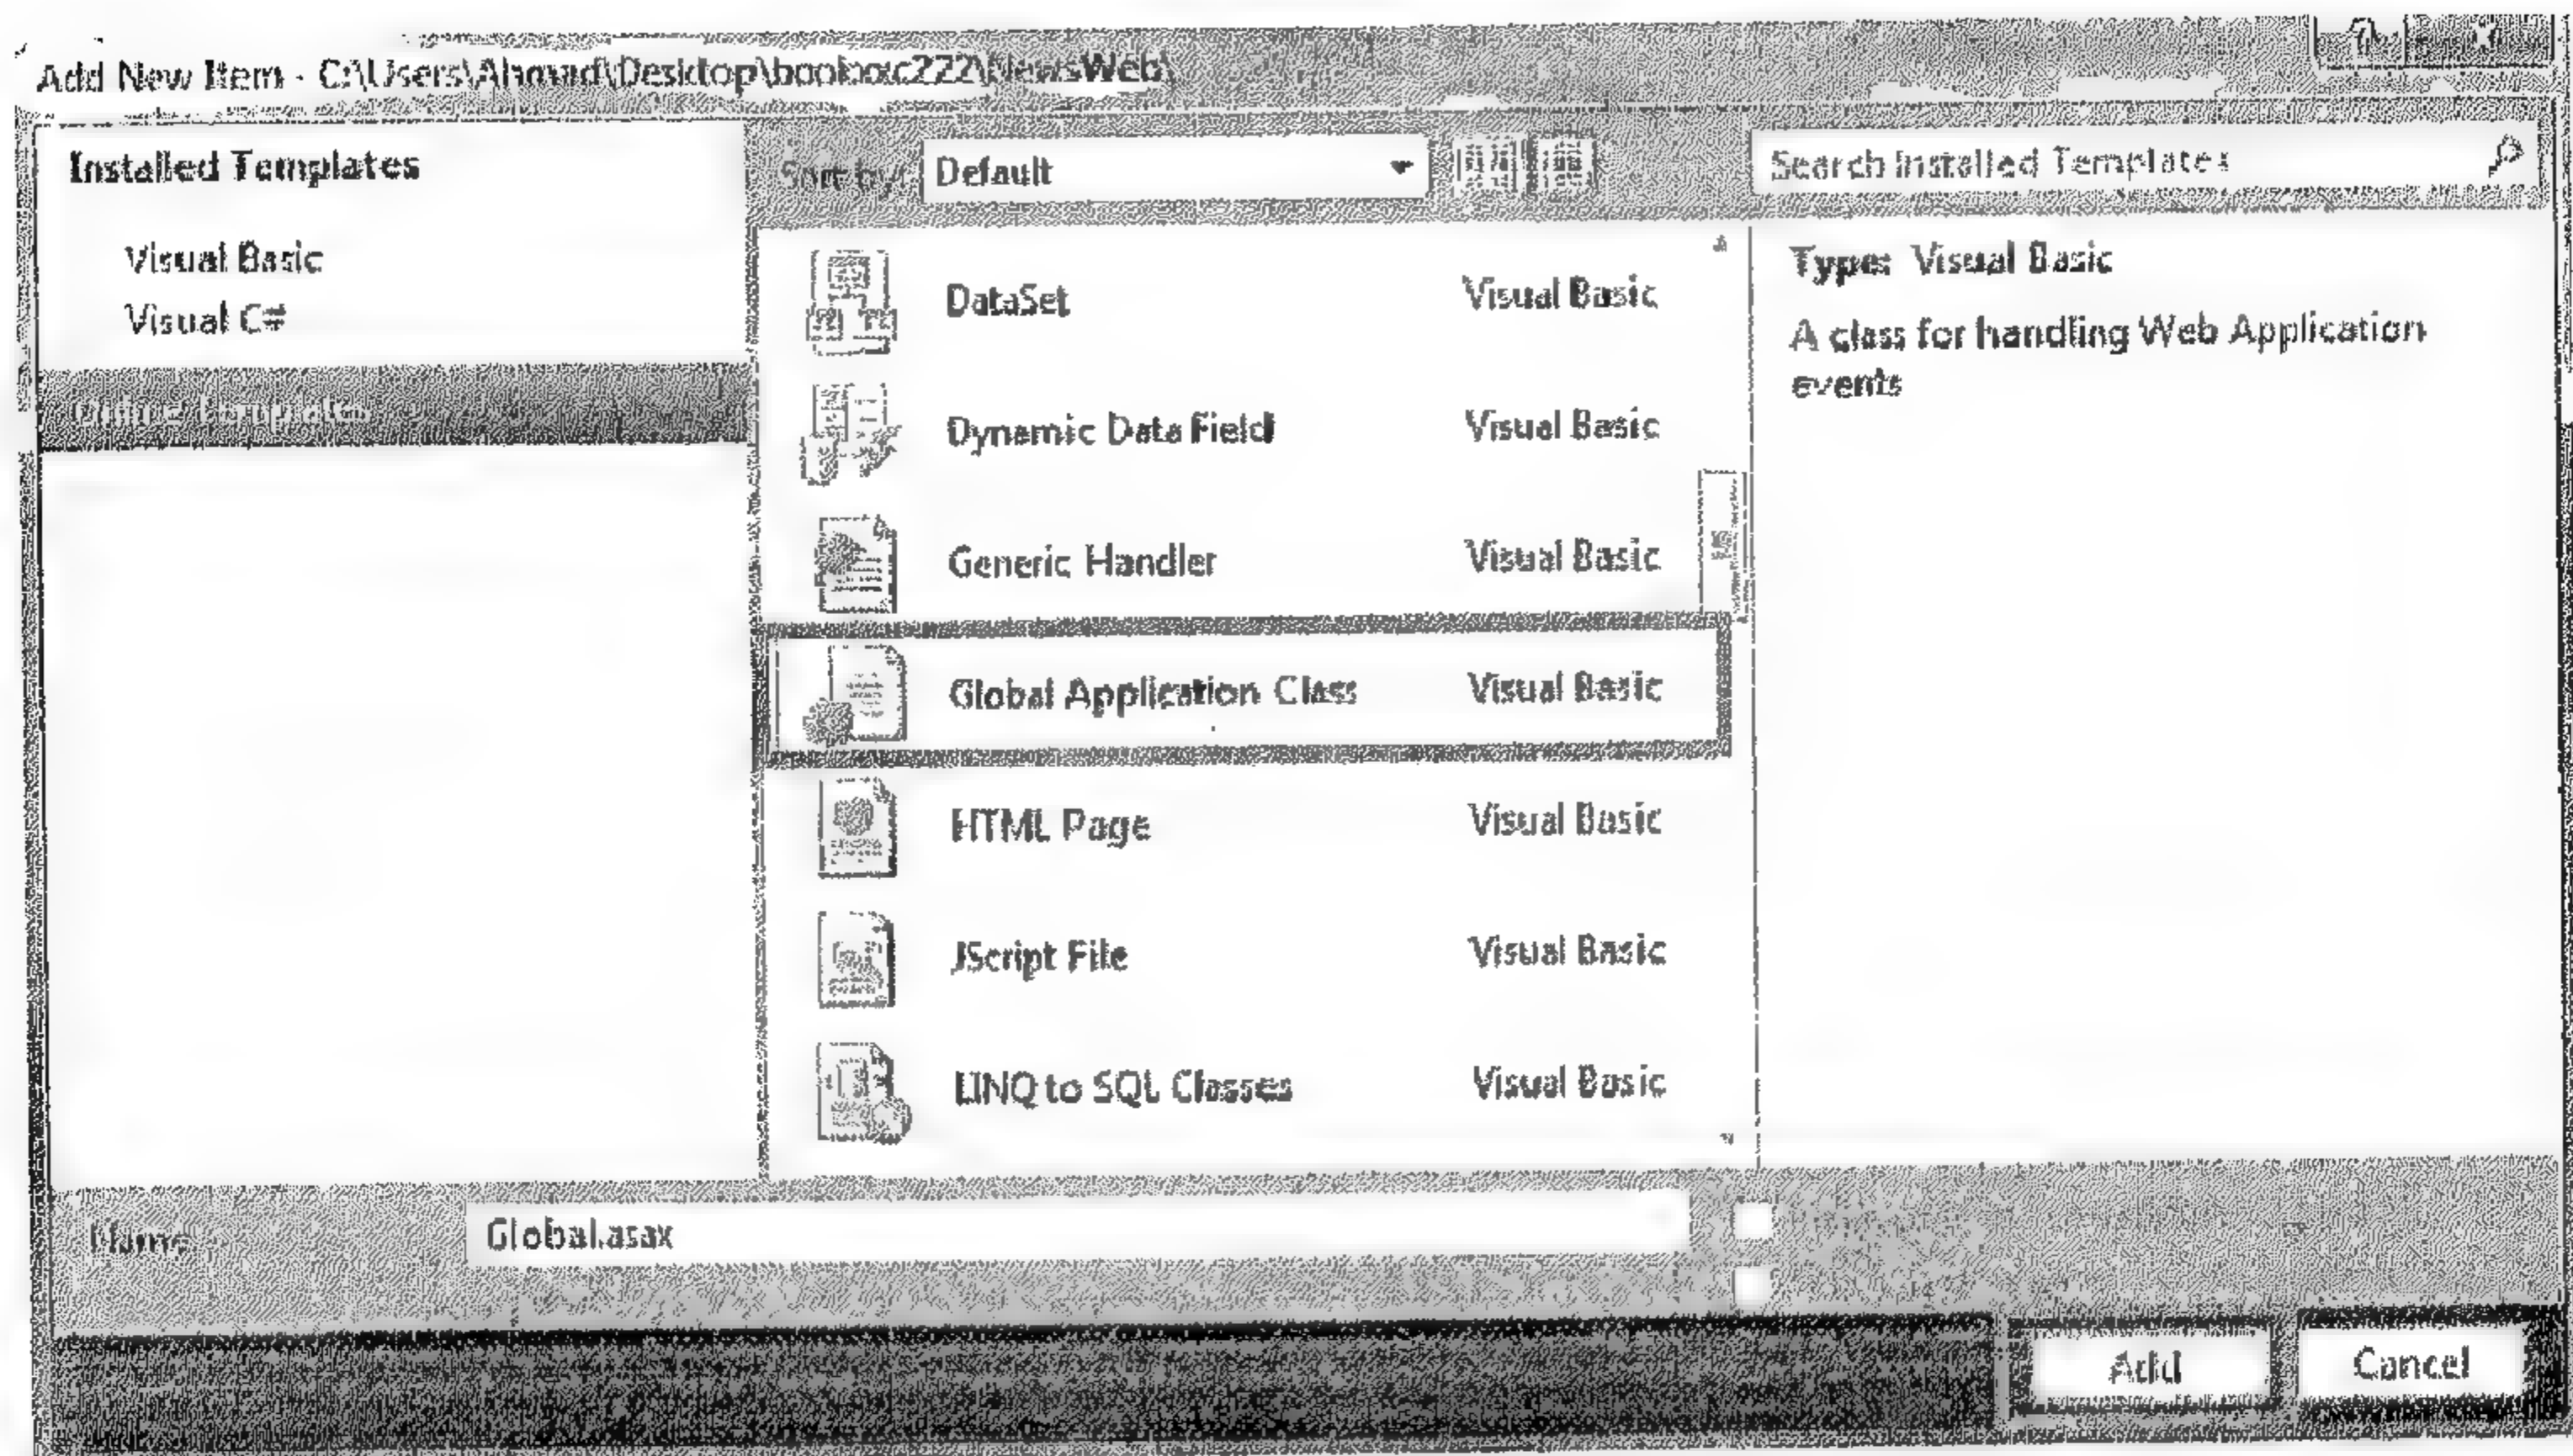 Add New Item - C:\Users\Ahmad\Desktop\ \NewsWeb\
Installed Templates
Visual Basic
Visual C#
Online Templates
Sort by: Default
Search Installed Templates
DataSet Visual Basic
Dynamic Data Field Visual Basic
Generic Handler Visual Basic
Global Application Class Visual Basic
HTML Page Visual Basic
JScript File Visual Basic
LINQ to SQL Classes Visual Basic
Type: Visual Basic
A class for handling Web Application
events
Name: Global.asax
Add Cancel